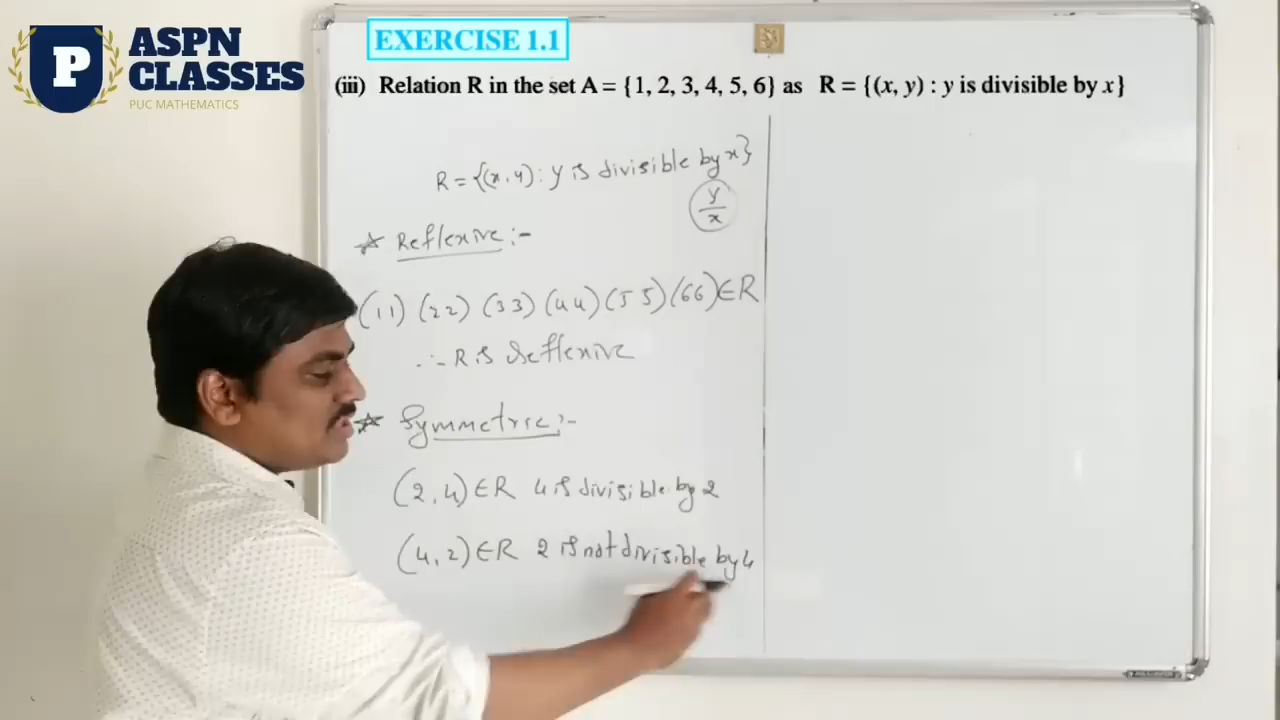 P
ASPN
CLASSES
PUC MATHEMATICS
EXERCISE 1.1
(iii) Relation R in the set A = {1, 2, 3, 4, 5, 6} as R = {(x, y) : y is divisible by x}
R = {(x, y) : y is divisible by x}
y/x
* Reflexive :-
(1 1) (2 2) (3 3) (4 4) (5 5) (6 6) ∈ R
∴ R is reflexive
* Symmetric :-
(2, 4) ∈ R 4 is divisible by 2
(4, 2) ∈ R 2 is not divisible by 4